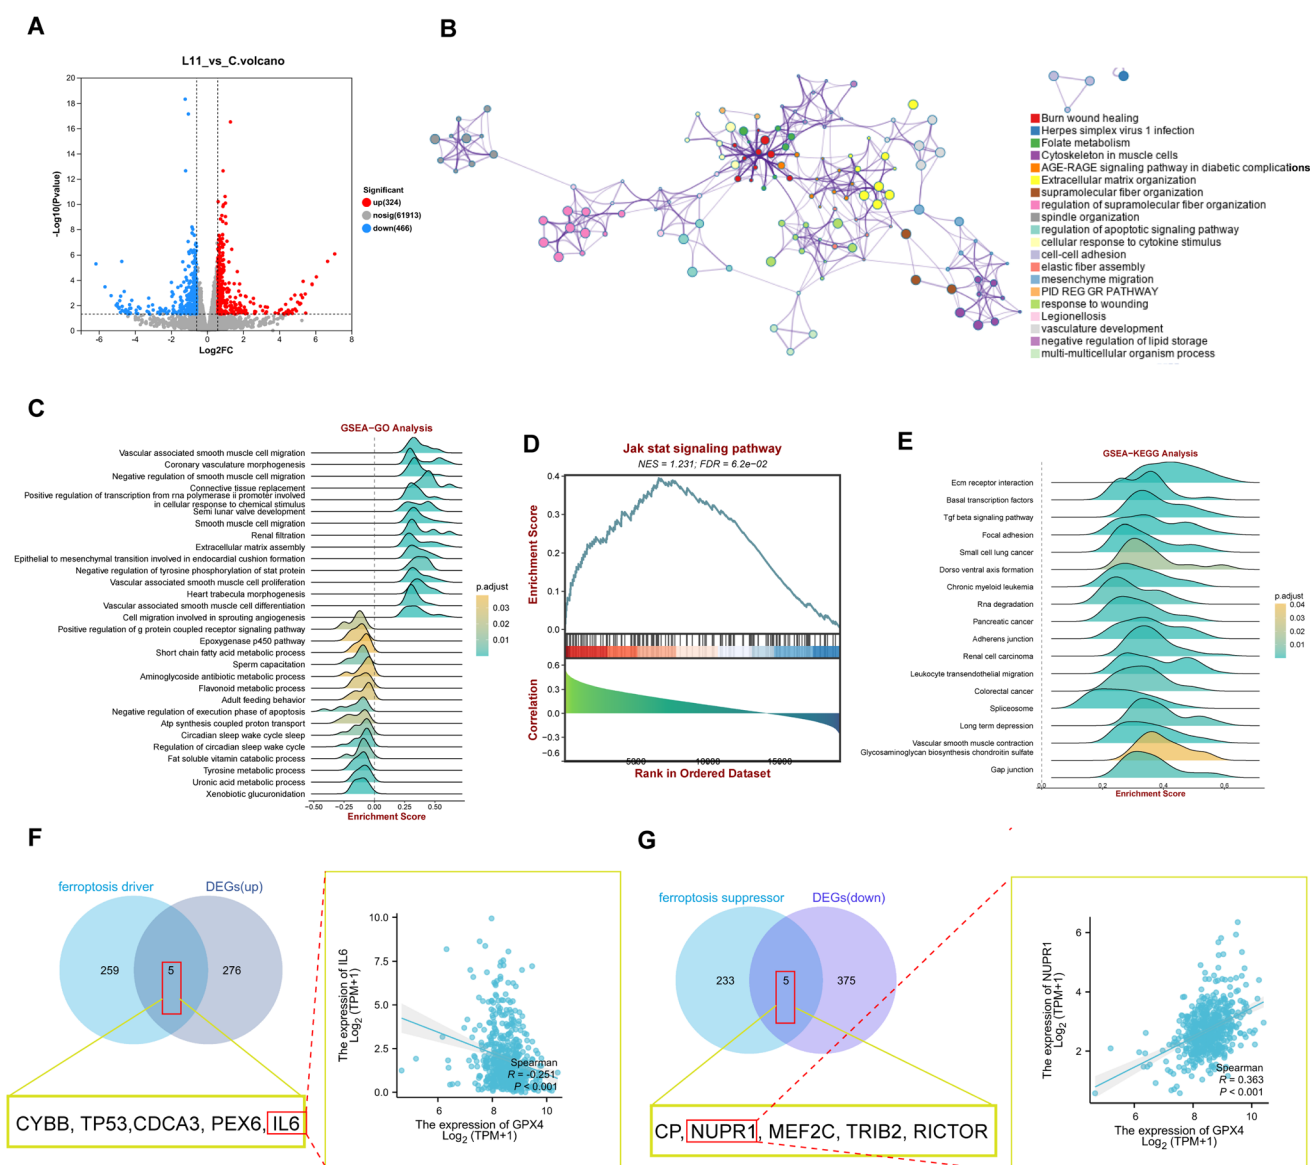 A
L11_vs_C.volcano
-Log10(Pvalue)
20
18
16
14
12
10
8
6
4
2
0
-6
-4
-2
0
2
4
6
8
Log2FC
Significant
up(324)
nosig(61913)
down(466)
B
Burn wound healing
Herpes simplex virus 1 infection
Folate metabolism
Cytoskeleton in muscle cells
AGE-RAGE signaling pathway in diabetic complications
Extracellular matrix organization
supramolecular fiber organization
regulation of supramolecular fiber organization
spindle organization
regulation of apoptotic signaling pathway
cellular response to cytokine stimulus
cell-cell adhesion
elastic fiber assembly
mesenchyme migration
PID REG GR PATHWAY
response to wounding
Legionellosis
vasculature development
negative regulation of lipid storage
multi-multicellular organism process
C
GSEA-GO Analysis
Vascular associated smooth muscle cell migration
Coronary vasculature morphogenesis
Negative regulation of smooth muscle cell migration
Connective tissue replacement
Positive regulation of transcription from rna polymerase ii promoter involved
in cellular response to chemical stimulus
Semi lunar valve development
Smooth muscle cell migration
Renal filtration
Extracellular matrix assembly
Epithelial to mesenchymal transition involved in endocardial cushion formation
Negative regulation of tyrosine phosphorylation of stat protein
Vascular associated smooth muscle cell proliferation
Heart trabecula morphogenesis
Vascular associated smooth muscle cell differentiation
Cell migration involved in sprouting angiogenesis
Positive regulation of g protein coupled receptor signaling pathway
Epoxygenase p450 pathway
Short chain fatty acid metabolic process
Sperm capacitation
Aminoglycoside antibiotic metabolic process
Flavonoid metabolic process
Adult feeding behavior
Negative regulation of execution phase of apoptosis
Atp synthesis coupled proton transport
Circadian sleep wake cycle sleep
Regulation of circadian sleep wake cycle
Fat soluble vitamin catabolic process
Tyrosine metabolic process
Uronic acid metabolic process
Xenobiotic glucuronidation
−0.50
−0.25
0.00
0.25
0.50
Enrichment Score
p.adjust
0.03
0.02
0.01
D
Jak stat signaling pathway
NES = 1.231; FDR = 6.2e−02
Enrichment Score
0.4
0.3
0.2
0.1
0.0
Correlation
0.6
0.3
0.0
−0.3
−0.6
5000
10000
15000
Rank in Ordered Dataset
E
GSEA−KEGG Analysis
Ecm receptor interaction
Basal transcription factors
Tgf beta signaling pathway
Focal adhesion
Small cell lung cancer
Dorso ventral axis formation
Chronic myeloid leukemia
Rna degradation
Pancreatic cancer
Adherens junction
Renal cell carcinoma
Leukocyte transendothelial migration
Colorectal cancer
Spliceosome
Long term depression
Vascular smooth muscle contraction
Glycosaminoglycan biosynthesis chondroitin sulfate
Gap junction
0.0
0.2
0.4
0.6
Enrichment Score
p.adjust
0.04
0.03
0.02
0.01
F
ferroptosis driver
DEGs(up)
259
5
276
CYBB, TP53,CDCA3, PEX6, IL6
The expression of IL6
Log2 (TPM+1)
10.0
7.5
5.0
2.5
0.0
Spearman
R = -0.251
P < 0.001
6
8
10
The expression of GPX4
Log2 (TPM+1)
G
ferroptosis suppressor
DEGs(down)
233
5
375
CP, NUPR1, MEF2C, TRIB2, RICTOR
The expression of NUPR1
Log2 (TPM+1)
6
4
2
Spearman
R = 0.363
P < 0.001
6
8
10
The expression of GPX4
Log2 (TPM+1)